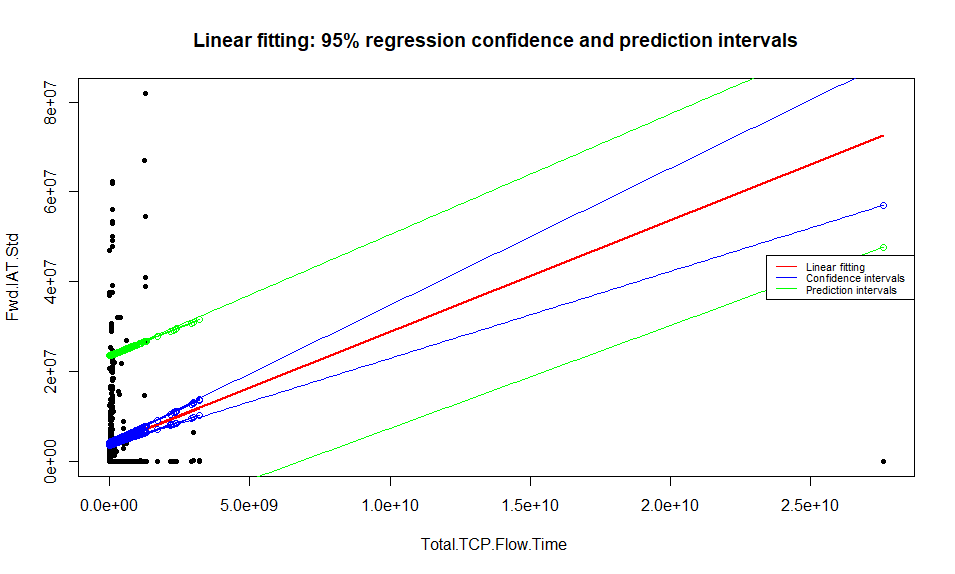 Linear fitting: 95% regression confidence and prediction intervals
8e+07
6e+07
4e+07
2e+07
0e+00
Fwd.IAT.Std
Linear fitting
Confidence intervals
Prediction intervals
0.0e+00 5.0e+09 1.0e+10 1.5e+10 2.0e+10 2.5e+10
Total.TCP.Flow.Time